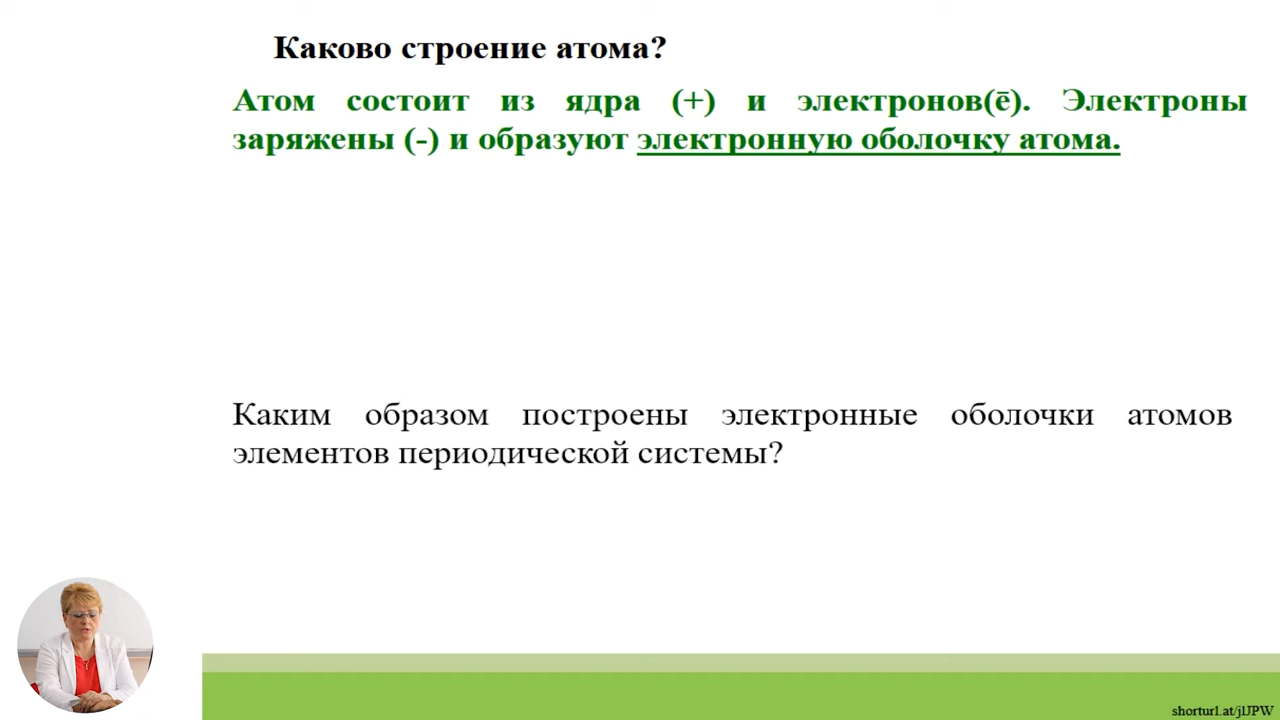 Каково строение атома?
Атом состоит из ядра (+) и электронов(ē). Электроны
заряжены (-) и образуют электронную оболочку атома.
Каким образом построены электронные оболочки атомов
элементов периодической системы?
shorturl.at/jlJPW